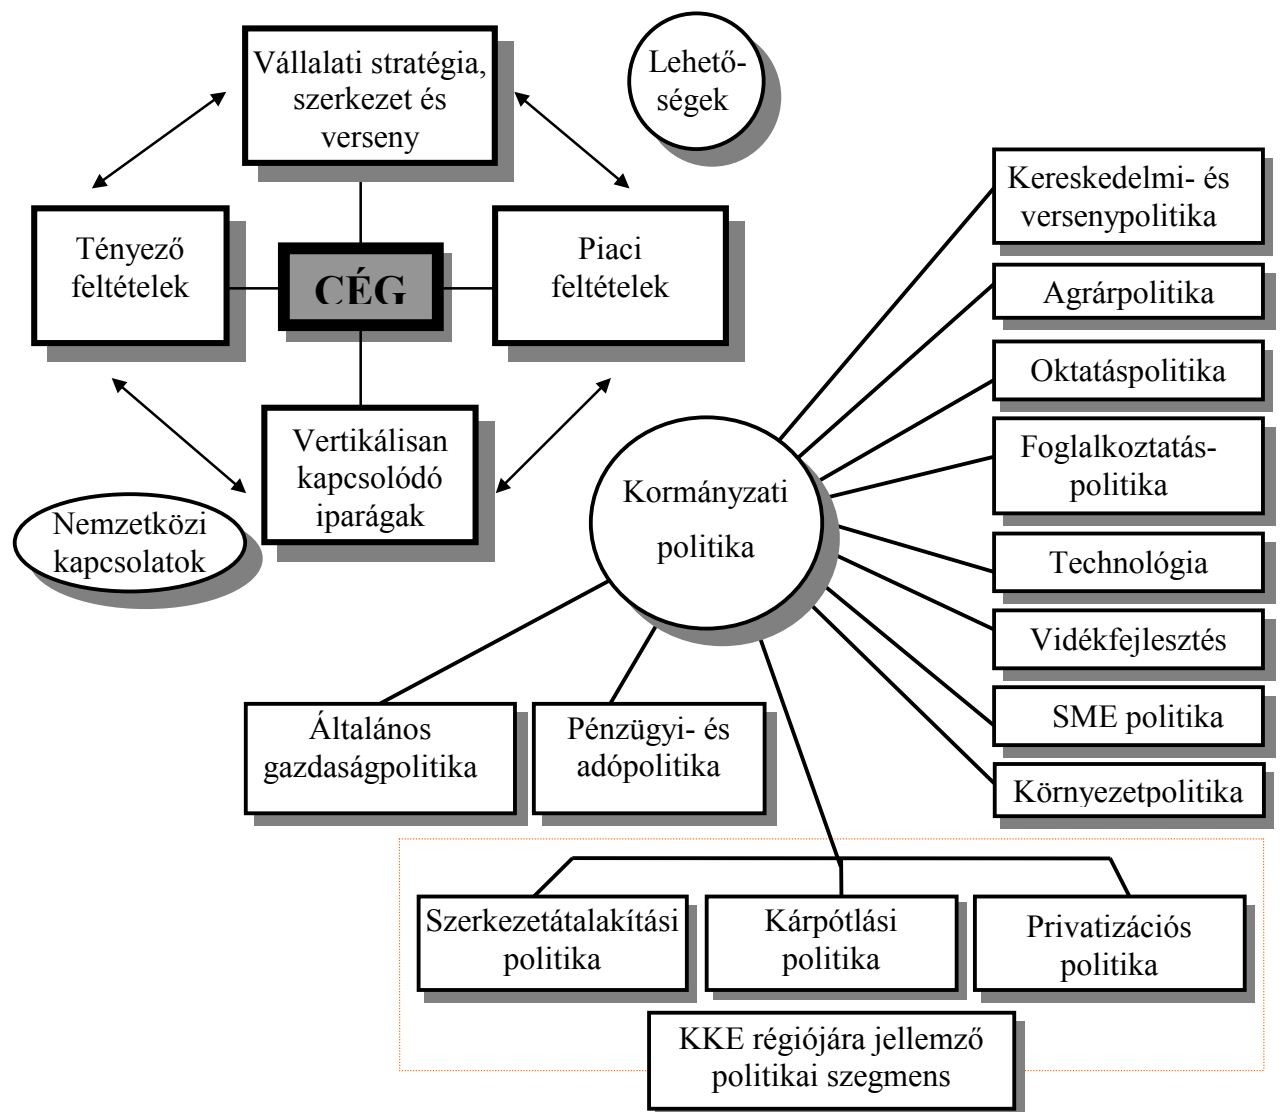 Vállalati stratégia,
szerkezet és
verseny
Lehető-
ségek
Tényező
feltételek
CÉG
Piaci
feltételek
Vertikálisan
kapcsolódó
iparágak
Nemzetközi
kapcsolatok
Kormányzati
politika
Kereskedelmi- és
versenypolitika
Agrárpolitika
Oktatáspolitika
Foglalkoztatás-
politika
Technológia
Vidékfejlesztés
SME politika
Környezetpolitika
Általános
gazdaságpolitika
Pénzügyi- és
adópolitika
Szerkezetátalakítási
politika
Kárpótlási
politika
Privatizációs
politika
KKE régiójára jellemző
politikai szegmens